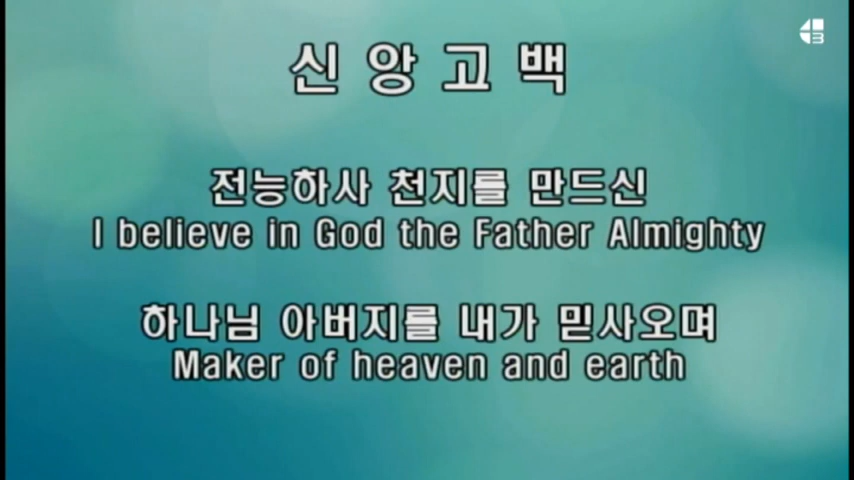 신앙고백
전능하사 천지를 만드신
I believe in God the Father Almighty
하나님 아버지를 내가 믿사오며
Maker of heaven and earth